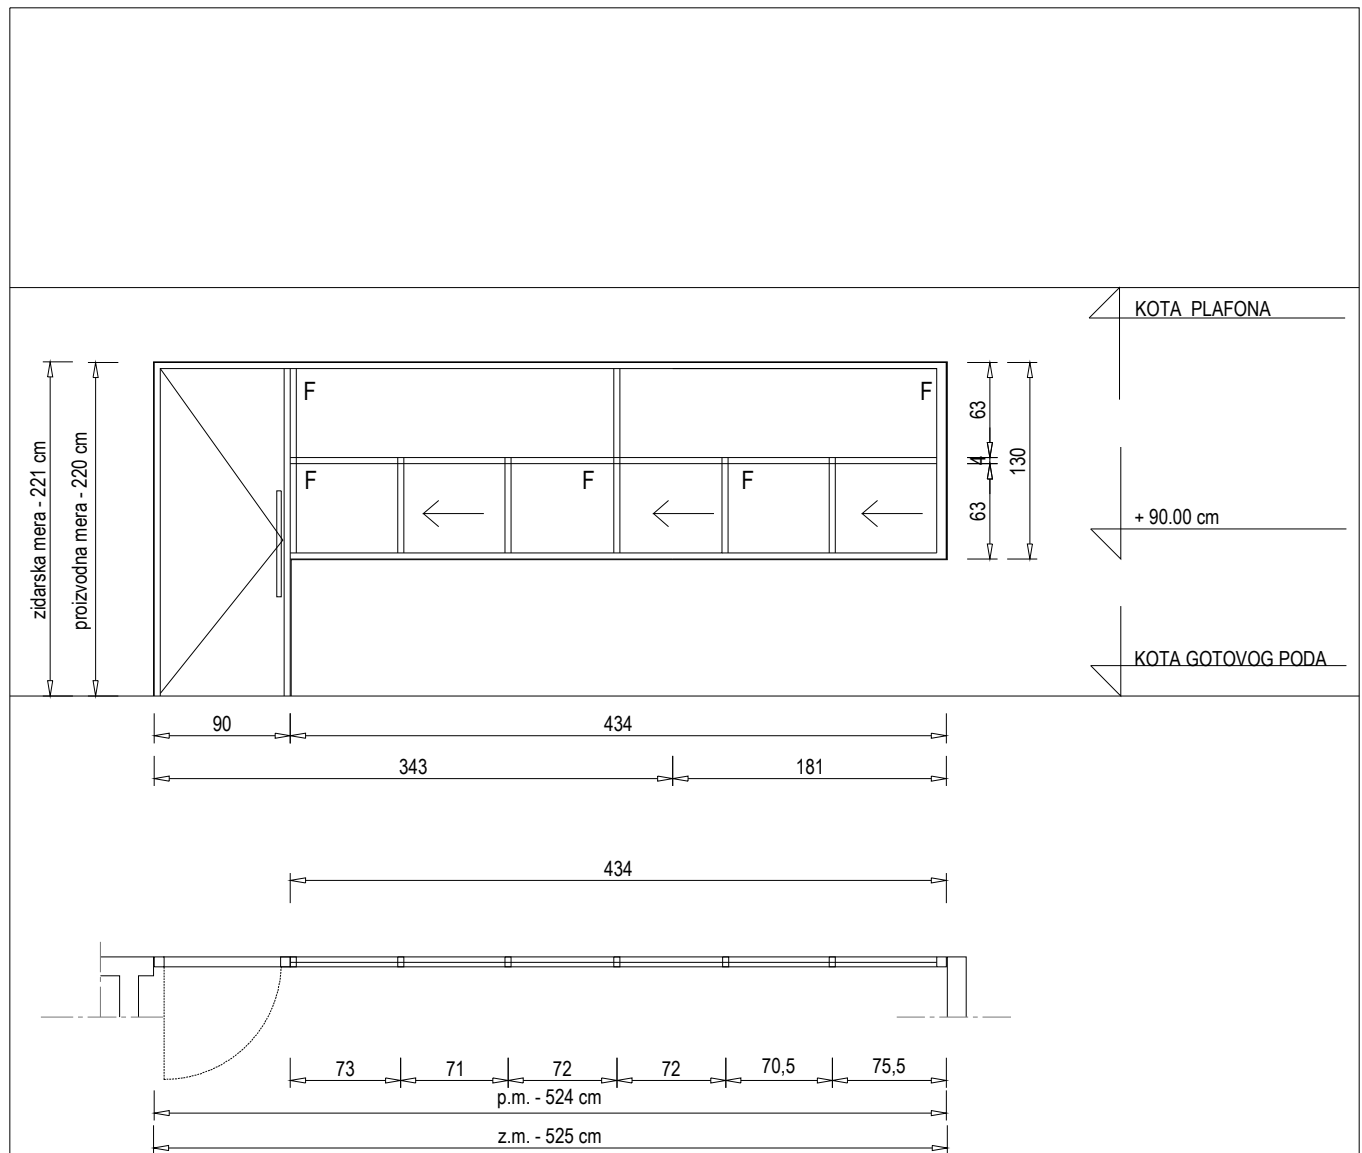 KOTA  PLAFONA
F
F
63
zidarska mera - 221 cm
proizvodna mera - 220 cm
4
130
F
F
F
63
+ 90.00 cm
KOTA GOTOVOG PODA
90
434
343
181
434
73
71
72
72
70,5
75,5
p.m. - 524 cm
z.m. - 525 cm